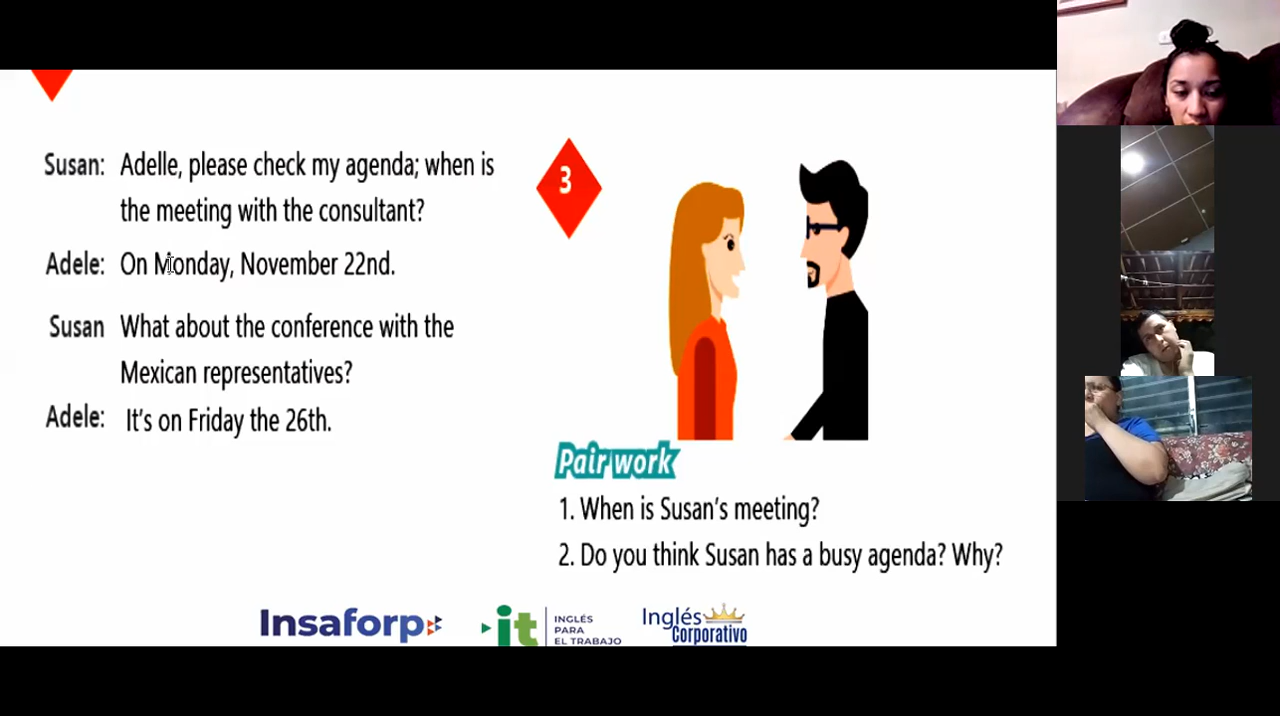 Susan: Adelle, please check my agenda; when is
the meeting with the consultant?
Adele: On Monday, November 22nd.
Susan What about the conference with the
Mexican representatives?
Adele: It's on Friday the 26th.
3
Pair work
1. When is Susan's meeting?
2. Do you think Susan has a busy agenda? Why?
Insaforp
it
INGLÉS
PARA
EL TRABAJO
Inglés
Corporativo